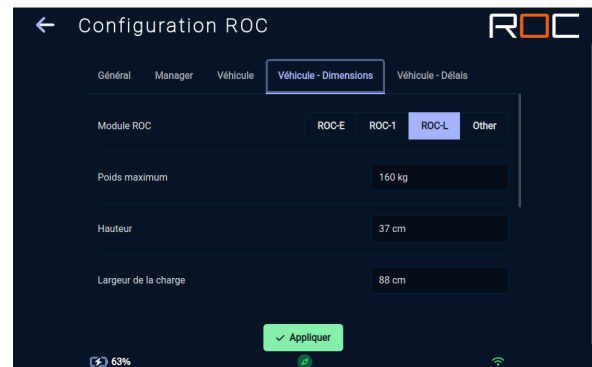 Configuration ROC
ROC
Général Manager Véhicule Véhicule - Dimensions Véhicule - Délais
Module ROC ROC-E ROC-1 ROC-L Other
Poids maximum 160 kg
Hauteur 37 cm
Largeur de la charge 88 cm
Appliquer
63%